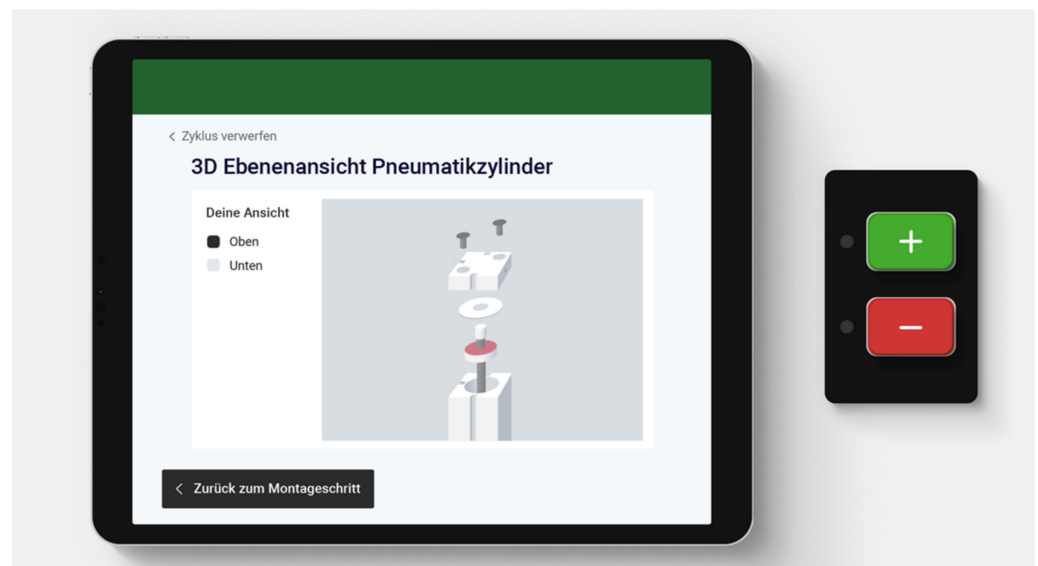 Zyklus verwerfen
3D Ebenenansicht Pneumatikzylinder
Deine Ansicht
Oben
Unten
Zurück zum Montageschritt